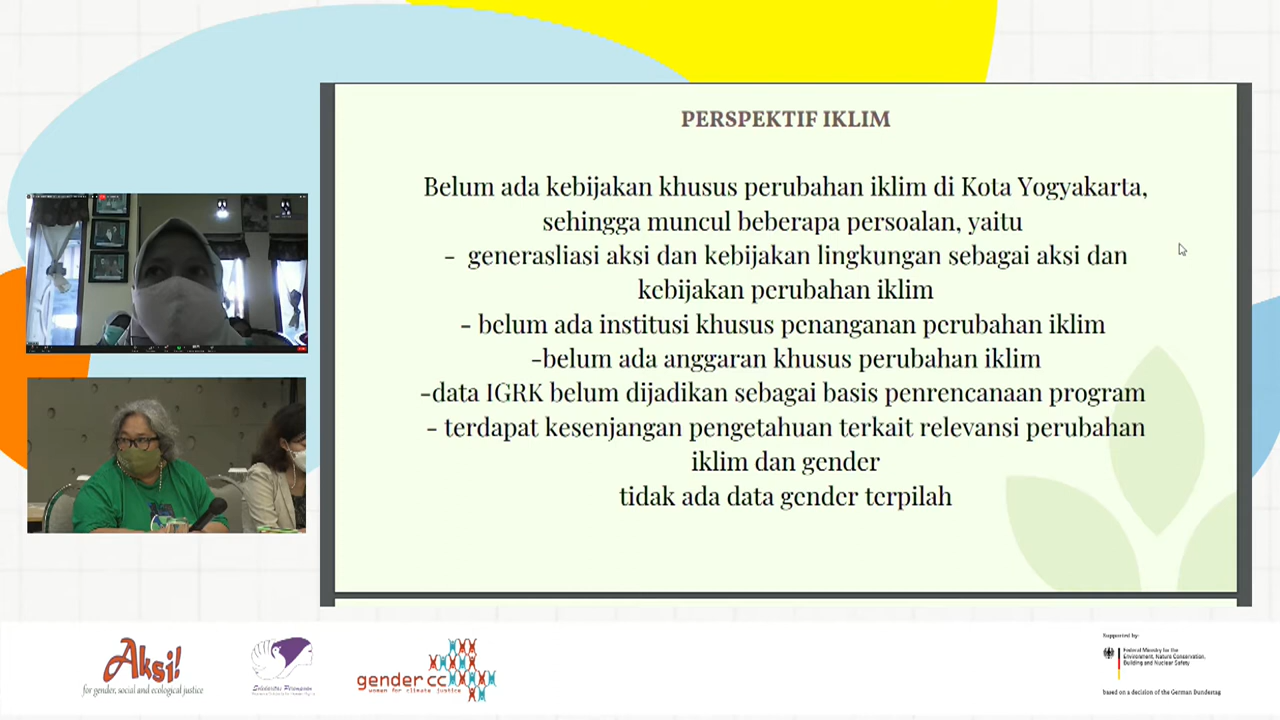 PERSPEKTIF IKLIM
Belum ada kebijakan khusus perubahan iklim di Kota Yogyakarta,
sehingga muncul beberapa persoalan, yaitu
- generasliasi aksi dan kebijakan lingkungan sebagai aksi dan
kebijakan perubahan iklim
- belum ada institusi khusus penanganan perubahan iklim
-belum ada anggaran khusus perubahan iklim
-data IGRK belum dijadikan sebagai basis penrencanaan program
- terdapat kesenjangan pengetahuan terkait relevansi perubahan
iklim dan gender
tidak ada data gender terpilah
Aksi!
for gender, social and ecological justice
Solidaritas Perempuan
gender cc
women for climate justice
Supported by:
Federal Ministry for the
Environment, Nature Conservation,
Building and Nuclear Safety
based on a decision of the German Bundestag